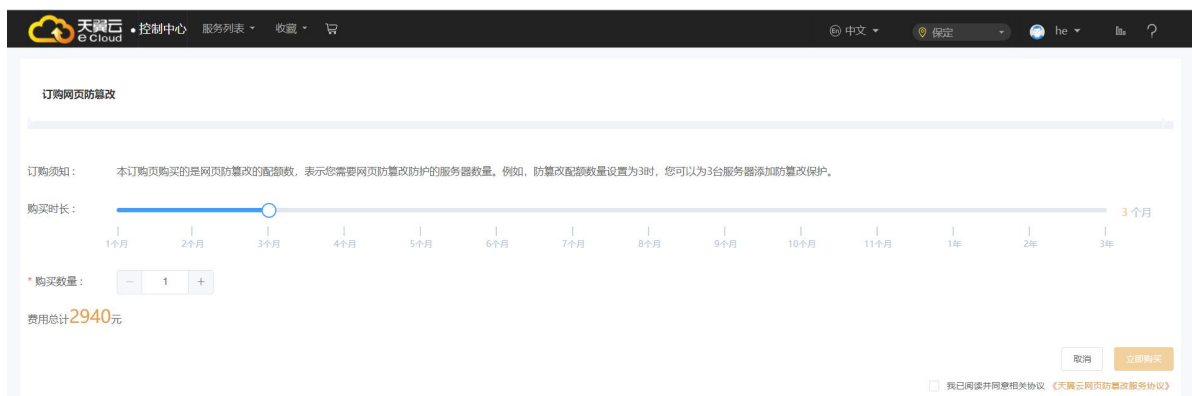 天翼云 e Cloud •控制中心 服务列表 收藏 En 中文 保定 he
订购网页防篡改
订购须知： 本订购页购买的是网页防篡改的配额数，表示您需要网页防篡改防护的服务器数量。例如，防篡改配额数量设置为3时，您可以为3台服务器添加防篡改保护。
购买时长： 3 个月
1个月 2个月 3个月 4个月 5个月 6个月 7个月 8个月 9个月 10个月 11个月 1年 2年 3年
* 购买数量： − 1 +
费用总计2940元
取消 立即购买
我已阅读并同意相关协议 《天翼云网页防篡改服务协议》